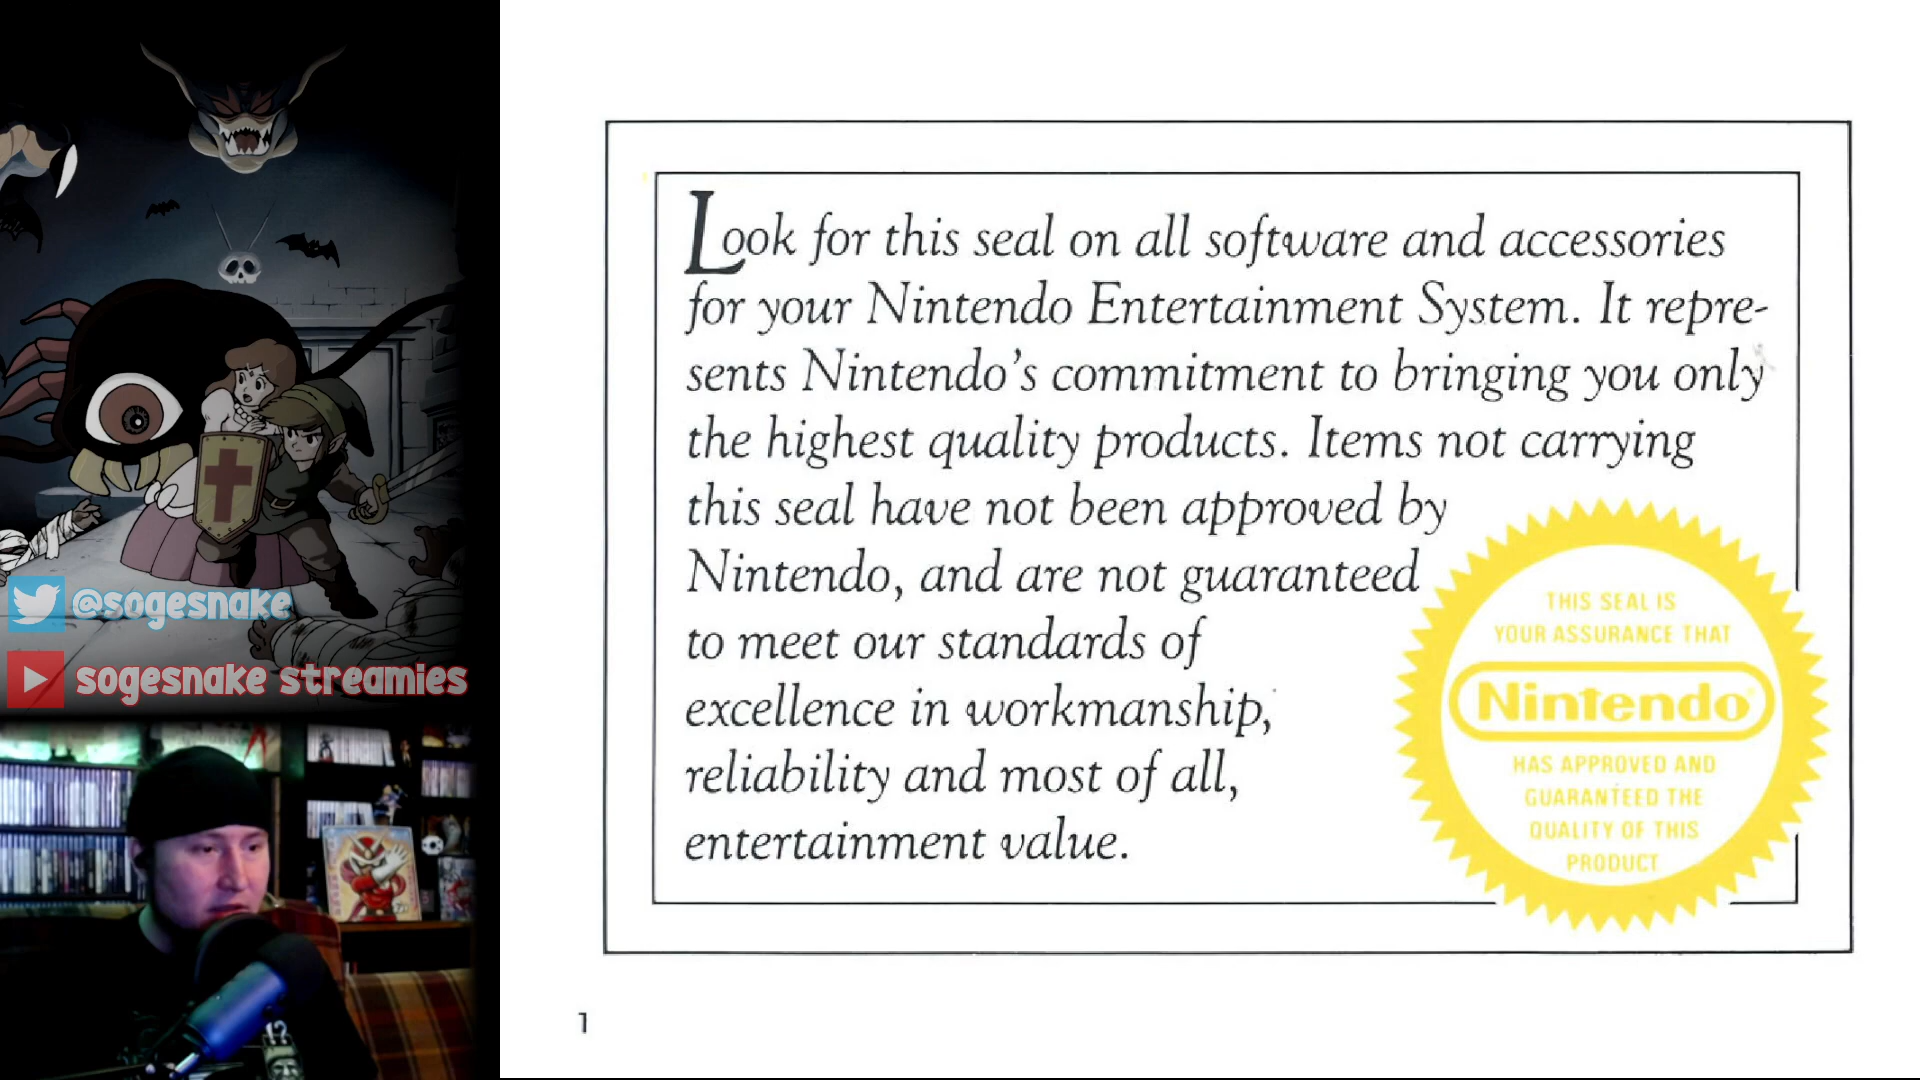 Look for this seal on all software and accessories
for your Nintendo Entertainment System. It repre-
sents Nintendo's commitment to bringing you only
the highest quality products. Items not carrying
this seal have not been approved by
Nintendo, and are not guaranteed
to meet our standards of
excellence in workmanship,
reliability and most of all,
entertainment value.
THIS SEAL IS
YOUR ASSURANCE THAT
Nintendo®
HAS APPROVED AND
GUARANTEED THE
QUALITY OF THIS
PRODUCT
1
@sogesnake
sogesnake streamies